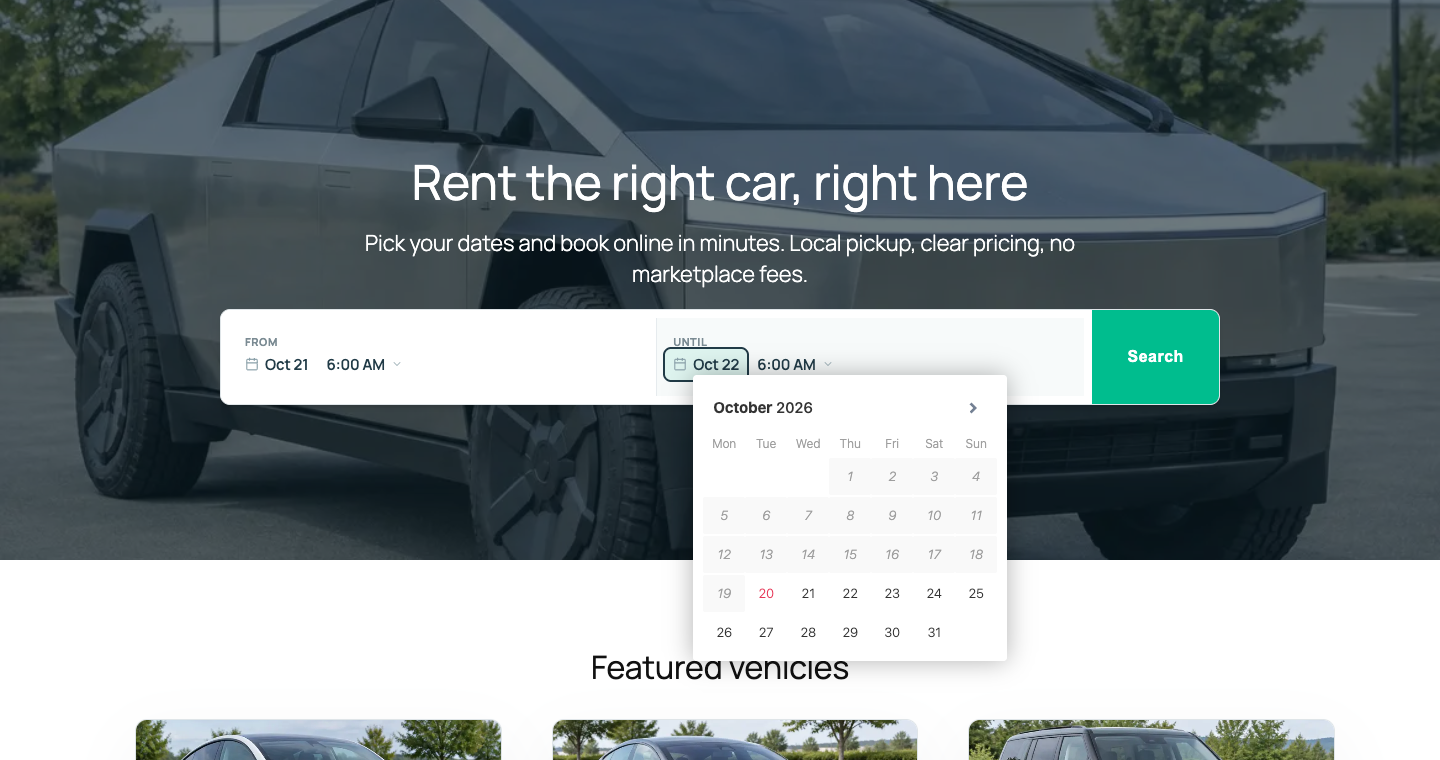 Rent the right car, right here
Pick your dates and book online in minutes. Local pickup, clear pricing, no
marketplace fees.
FROM
Oct 21 6:00 AM
UNTIL
Oct 22 6:00 AM
Search
October 2026
Mon Tue Wed Thu Fri Sat Sun
1 2 3 4
5 6 7 8 9 10 11
12 13 14 15 16 17 18
19 20 21 22 23 24 25
26 27 28 29 30 31
Featured vehicles